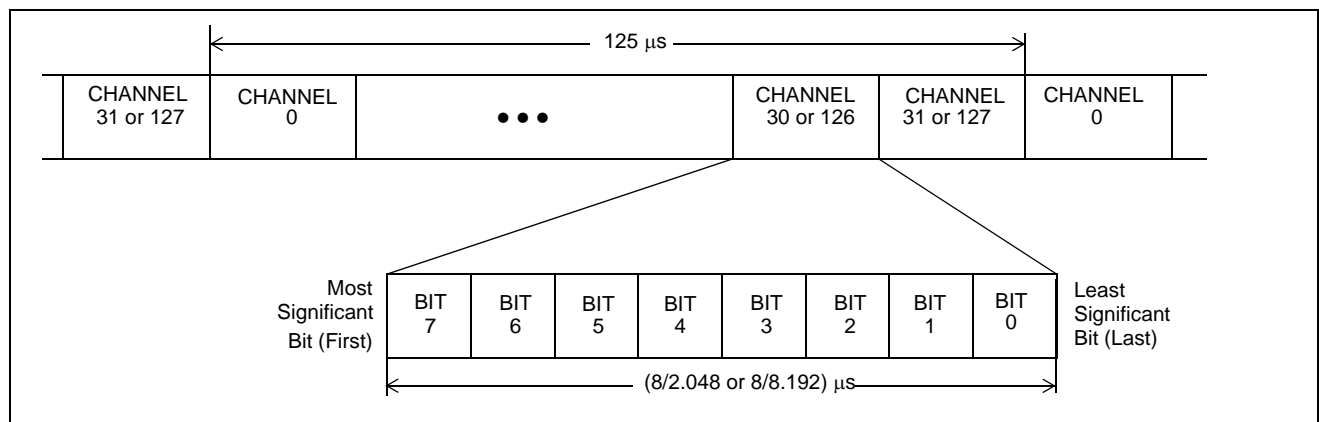 125 µs
CHANNEL
31 or 127
CHANNEL
0
•••
CHANNEL
30 or 126
CHANNEL
31 or 127
CHANNEL
0
Most
Significant
Bit (First)
BIT
7
BIT
6
BIT
5
BIT
4
BIT
3
BIT
2
BIT
1
BIT
0
Least
Significant
Bit (Last)
(8/2.048 or 8/8.192) µs